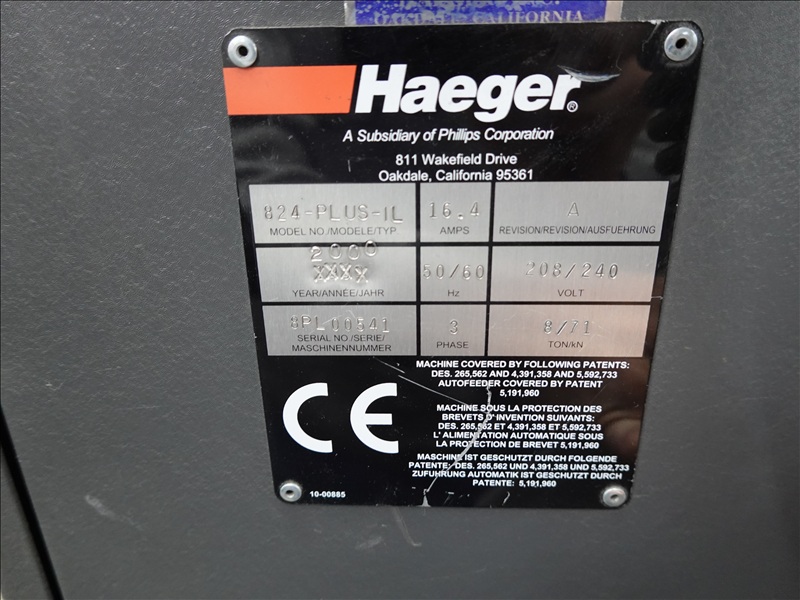 OAKDALE CALIFORNIA
Haeger®
A Subsidiary of Phillips Corporation
811 Wakefield Drive
Oakdale, California 95361
824-PLUS-IL 16.4 A
MODEL NO/MODELE/TYP AMPS REVISION/REVISION/AUSFUEHRUNG
2000
XXXX 50/60 208/240
YEAR/ANNÉE/JAHR Hz VOLT
8PL00541 3 8/71
SERIAL NO/SERIE/ PHASE TON/kN
MASCHINENNUMMER
MACHINE COVERED BY FOLLOWING PATENTS:
DES. 265,562 AND 4,391,358 AND 5,592,733
AUTOFEEDER COVERED BY PATENT
5,191,960
CE
MACHINE SOUS LA PROTECTION DES
BREVETS D'INVENTION SUIVANTS:
DES. 265,562 ET 4,391,358 ET 5,592,733
L'ALIMENTATION AUTOMATIQUE SOUS
LA PROTECTION DE BREVET 5,191,960
MASCHINE IST GESCHUTZT DURCH FOLGENDE
PATENTE: DES. 265,562 UND 4,391,358 UND 5,592,733
ZUFUHRUNG AUTOMATIK IST GESCHUTZT DURCH
PATENTE: 5,191,960
10-00885